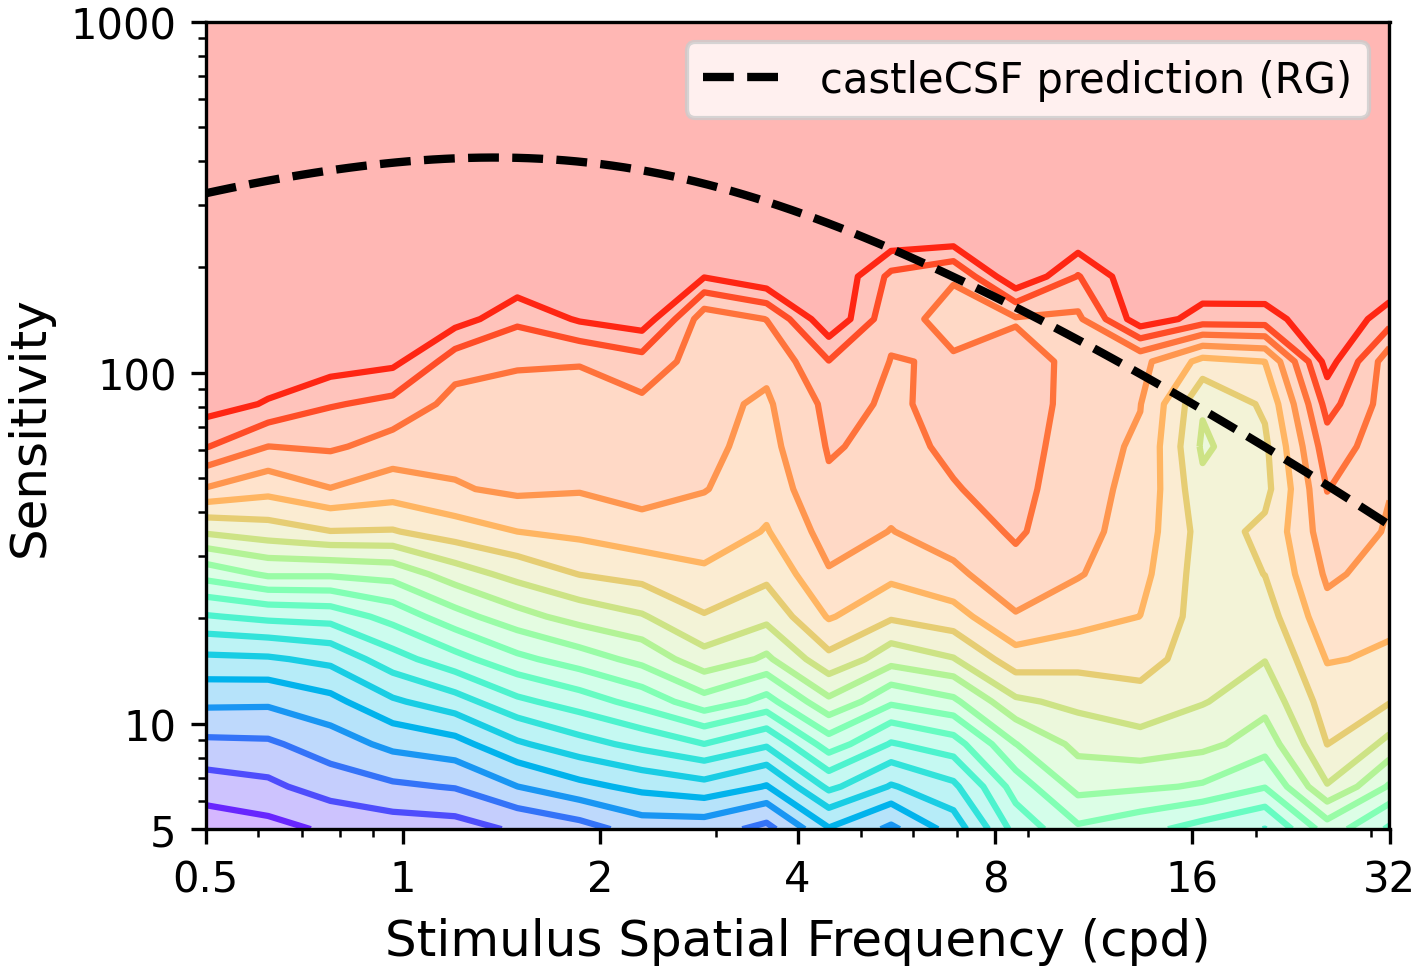 1000
100
10
5
Sensitivity
castleCSF prediction (RG)
0.5 1 2 4 8 16 32
Stimulus Spatial Frequency (cpd)